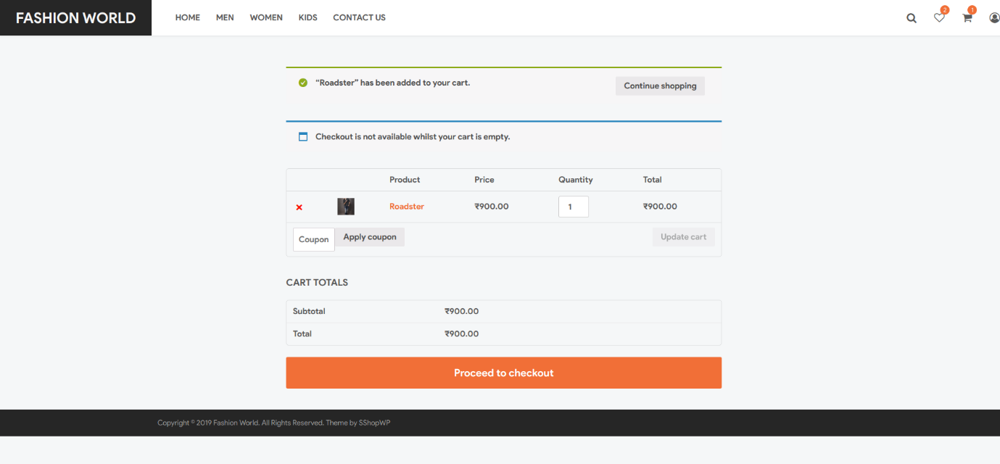 FASHION WORLD HOME MEN WOMEN KIDS CONTACT US 2 1
“Roadster” has been added to your cart. Continue shopping
Checkout is not available whilst your cart is empty.
Product Price Quantity Total
Roadster ₹900.00 1 ₹900.00
Coupon Apply coupon Update cart
CART TOTALS
Subtotal ₹900.00
Total ₹900.00
Proceed to checkout
Copyright © 2019 Fashion World. All Rights Reserved. Theme by SShopWP